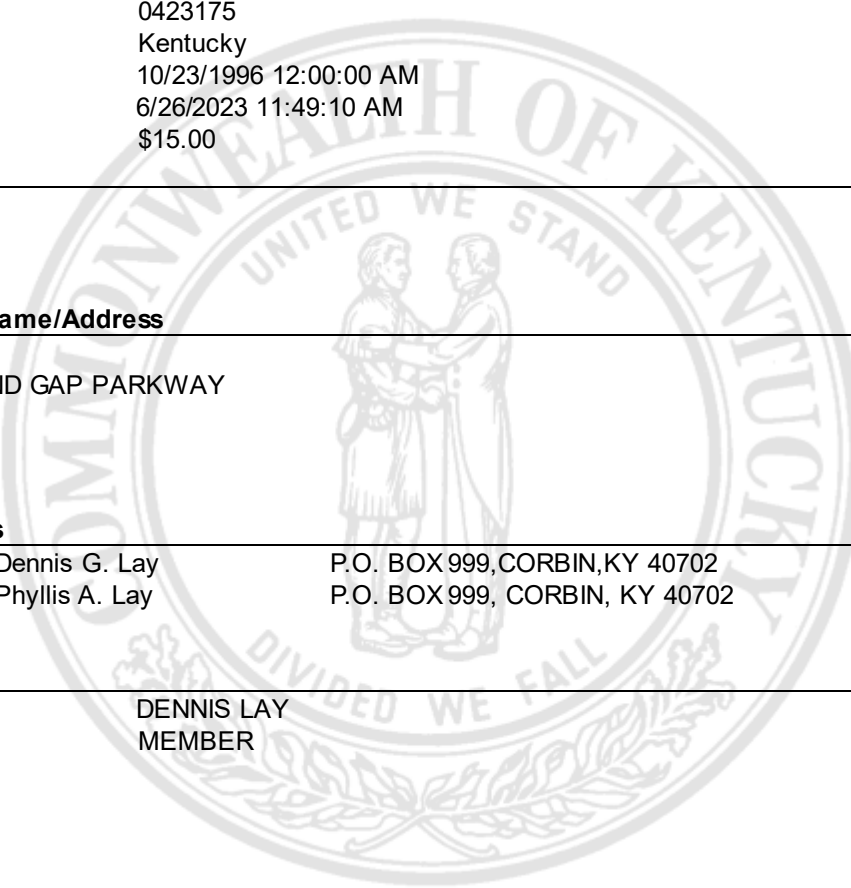 0423175
Kentucky
10/23/1996 12:00:00 AM
6/26/2023 11:49:10 AM
$15.00
COMMONWEALTH OF KENTUCKY
UNITED WE STAND
ame/Address
ND GAP PARKWAY
s
Dennis G. Lay P.O. BOX 999,CORBIN,KY 40702
Phyllis A. Lay P.O. BOX 999, CORBIN, KY 40702
DIVIDED WE FALL
DENNIS LAY
MEMBER